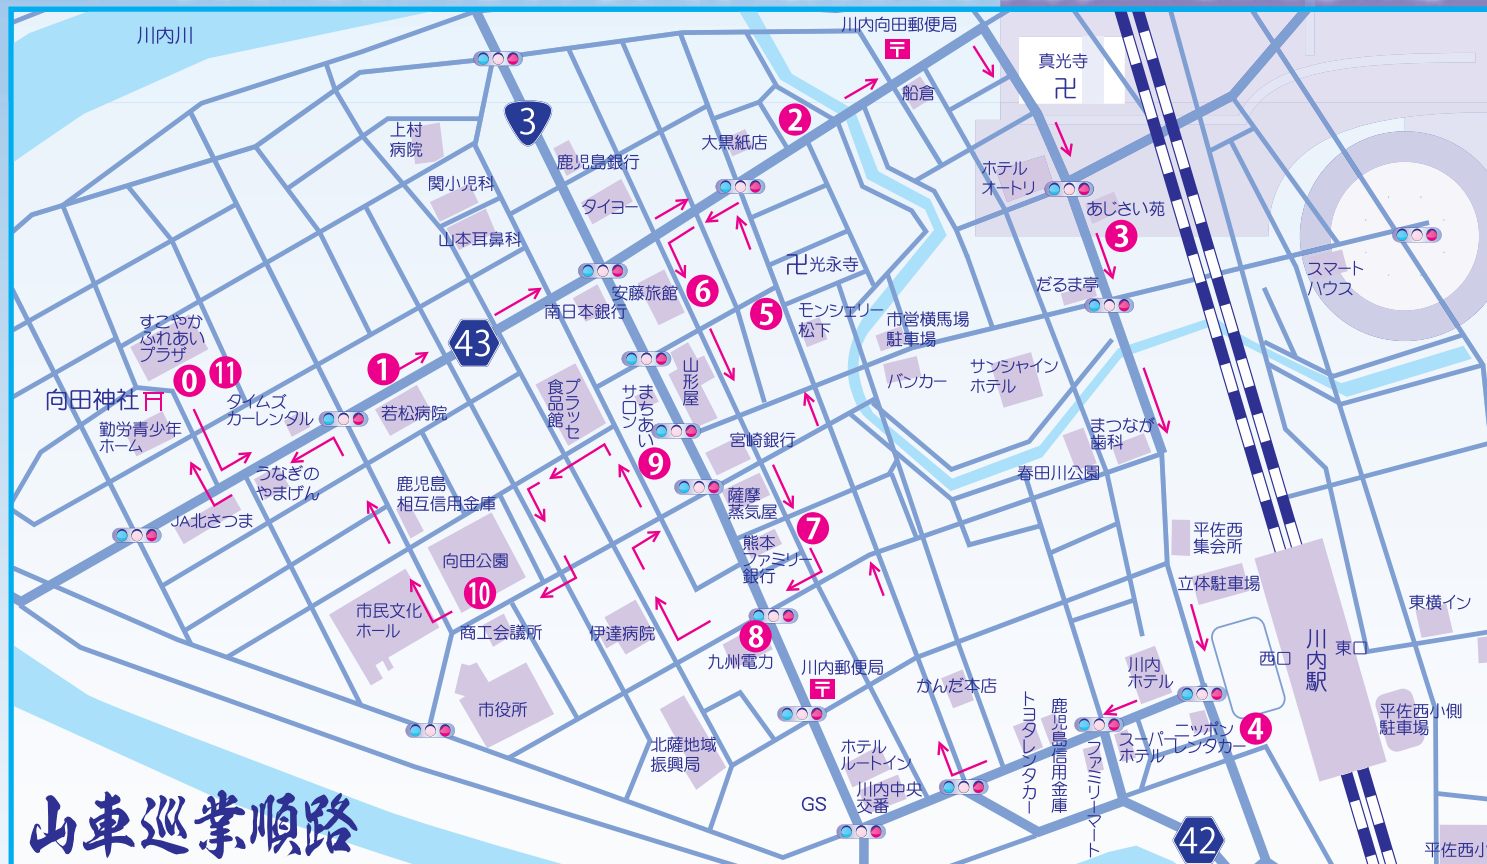 川内川
川内向田郵便局
〒
真光寺
卍
船倉
3
2
上村
病院
大黒紙店
鹿児島銀行
関小児科
ホテル
オートリ
タイヨー
あじさい苑
3
山本耳鼻科
卍光永寺
スマート
ハウス
だるま亭
安藤旅館
6
南日本銀行
5
モンシェリー
松下
市営横馬場
駐車場
すこやか
ふれあい
プラザ
43
1
0
11
向田神社
タイムズ
カーレンタル
若松病院
勤労青少年
ホーム
プラッセ
食品館
まちあい
サロン
山形屋
バンカー
サンシャイン
ホテル
まつなが
歯科
宮崎銀行
9
うなぎの
やまげん
鹿児島
相互信用金庫
春田川公園
薩摩
蒸気屋
JA北さつま
7
熊本
ファミリー
銀行
平佐西
集会所
向田公園
10
立体駐車場
東横イン
市民文化
ホール
商工会議所
伊達病院
8
九州電力
川内駅
西口
東口
川内郵便局
〒
川内
ホテル
かんだ本店
市役所
トヨタレンタカー
鹿児島信用金庫
ニッポン
レンタカー
4
スーパー
ホテル
平佐西小側
駐車場
北薩地域
振興局
ホテル
ルートイン
ファミリーマート
川内中央
交番
GS
山車巡業順路
42
平佐西小